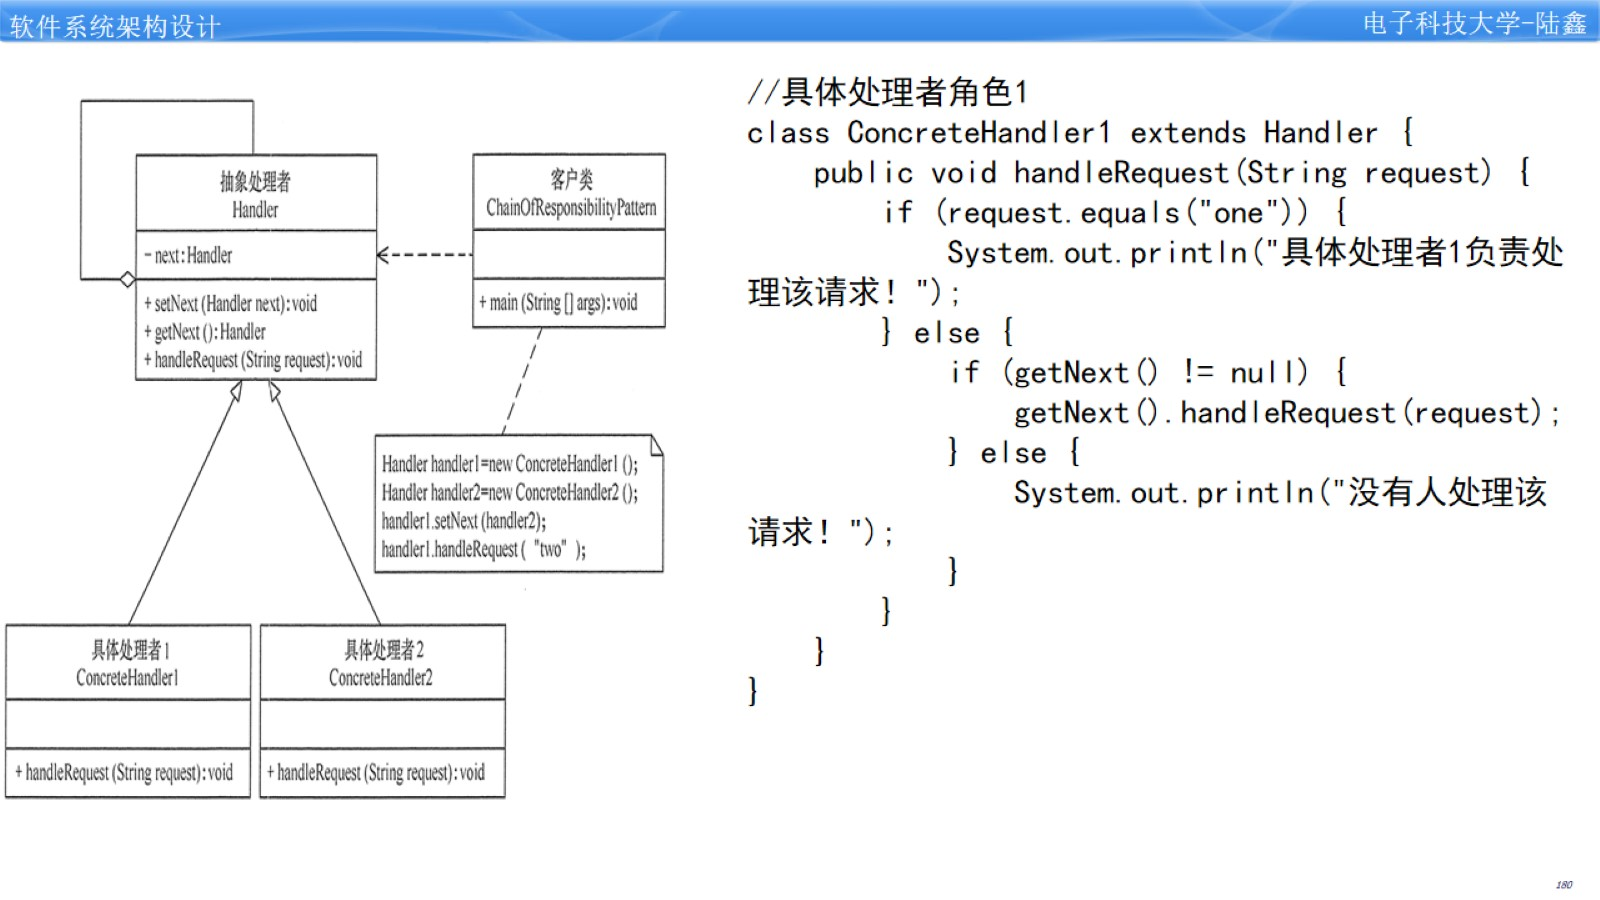 软件系统架构设计
电子科技大学-陆鑫
抽象处理者
Handler
- next:Handler
+ setNext (Handler next):void
+ getNext ():Handler
+ handleRequest (String request):void
客户类
ChainOfResponsibilityPattern
+ main (String [] args):void
Handler handler1=new ConcreteHandler1 ();
Handler handler2=new ConcreteHandler2 ();
handler1.setNext (handler2);
handler1.handleRequest ( "two" );
具体处理者1
ConcreteHandler1
+ handleRequest (String request):void
具体处理者2
ConcreteHandler2
+ handleRequest (String request):void
//具体处理者角色1
class ConcreteHandler1 extends Handler {
public void handleRequest(String request) {
if (request.equals("one")) {
System.out.println("具体处理者1负责处
理该请求！");
} else {
if (getNext() != null) {
getNext().handleRequest(request);
} else {
System.out.println("没有人处理该
请求！");
}
}
}
}
180